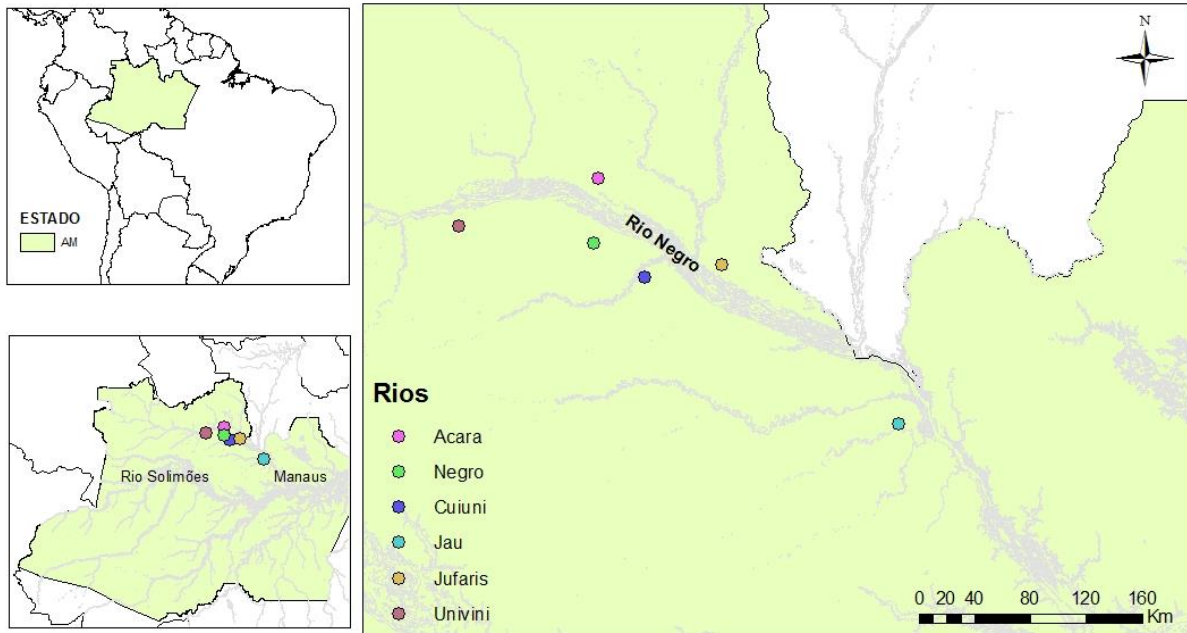 ESTADO
AM
Rio Solimões
Manaus
N
Rio Negro
Rios
Acara
Negro
Cuiuni
Jau
Jufaris
Univini
0 20 40 80 120 160
Km